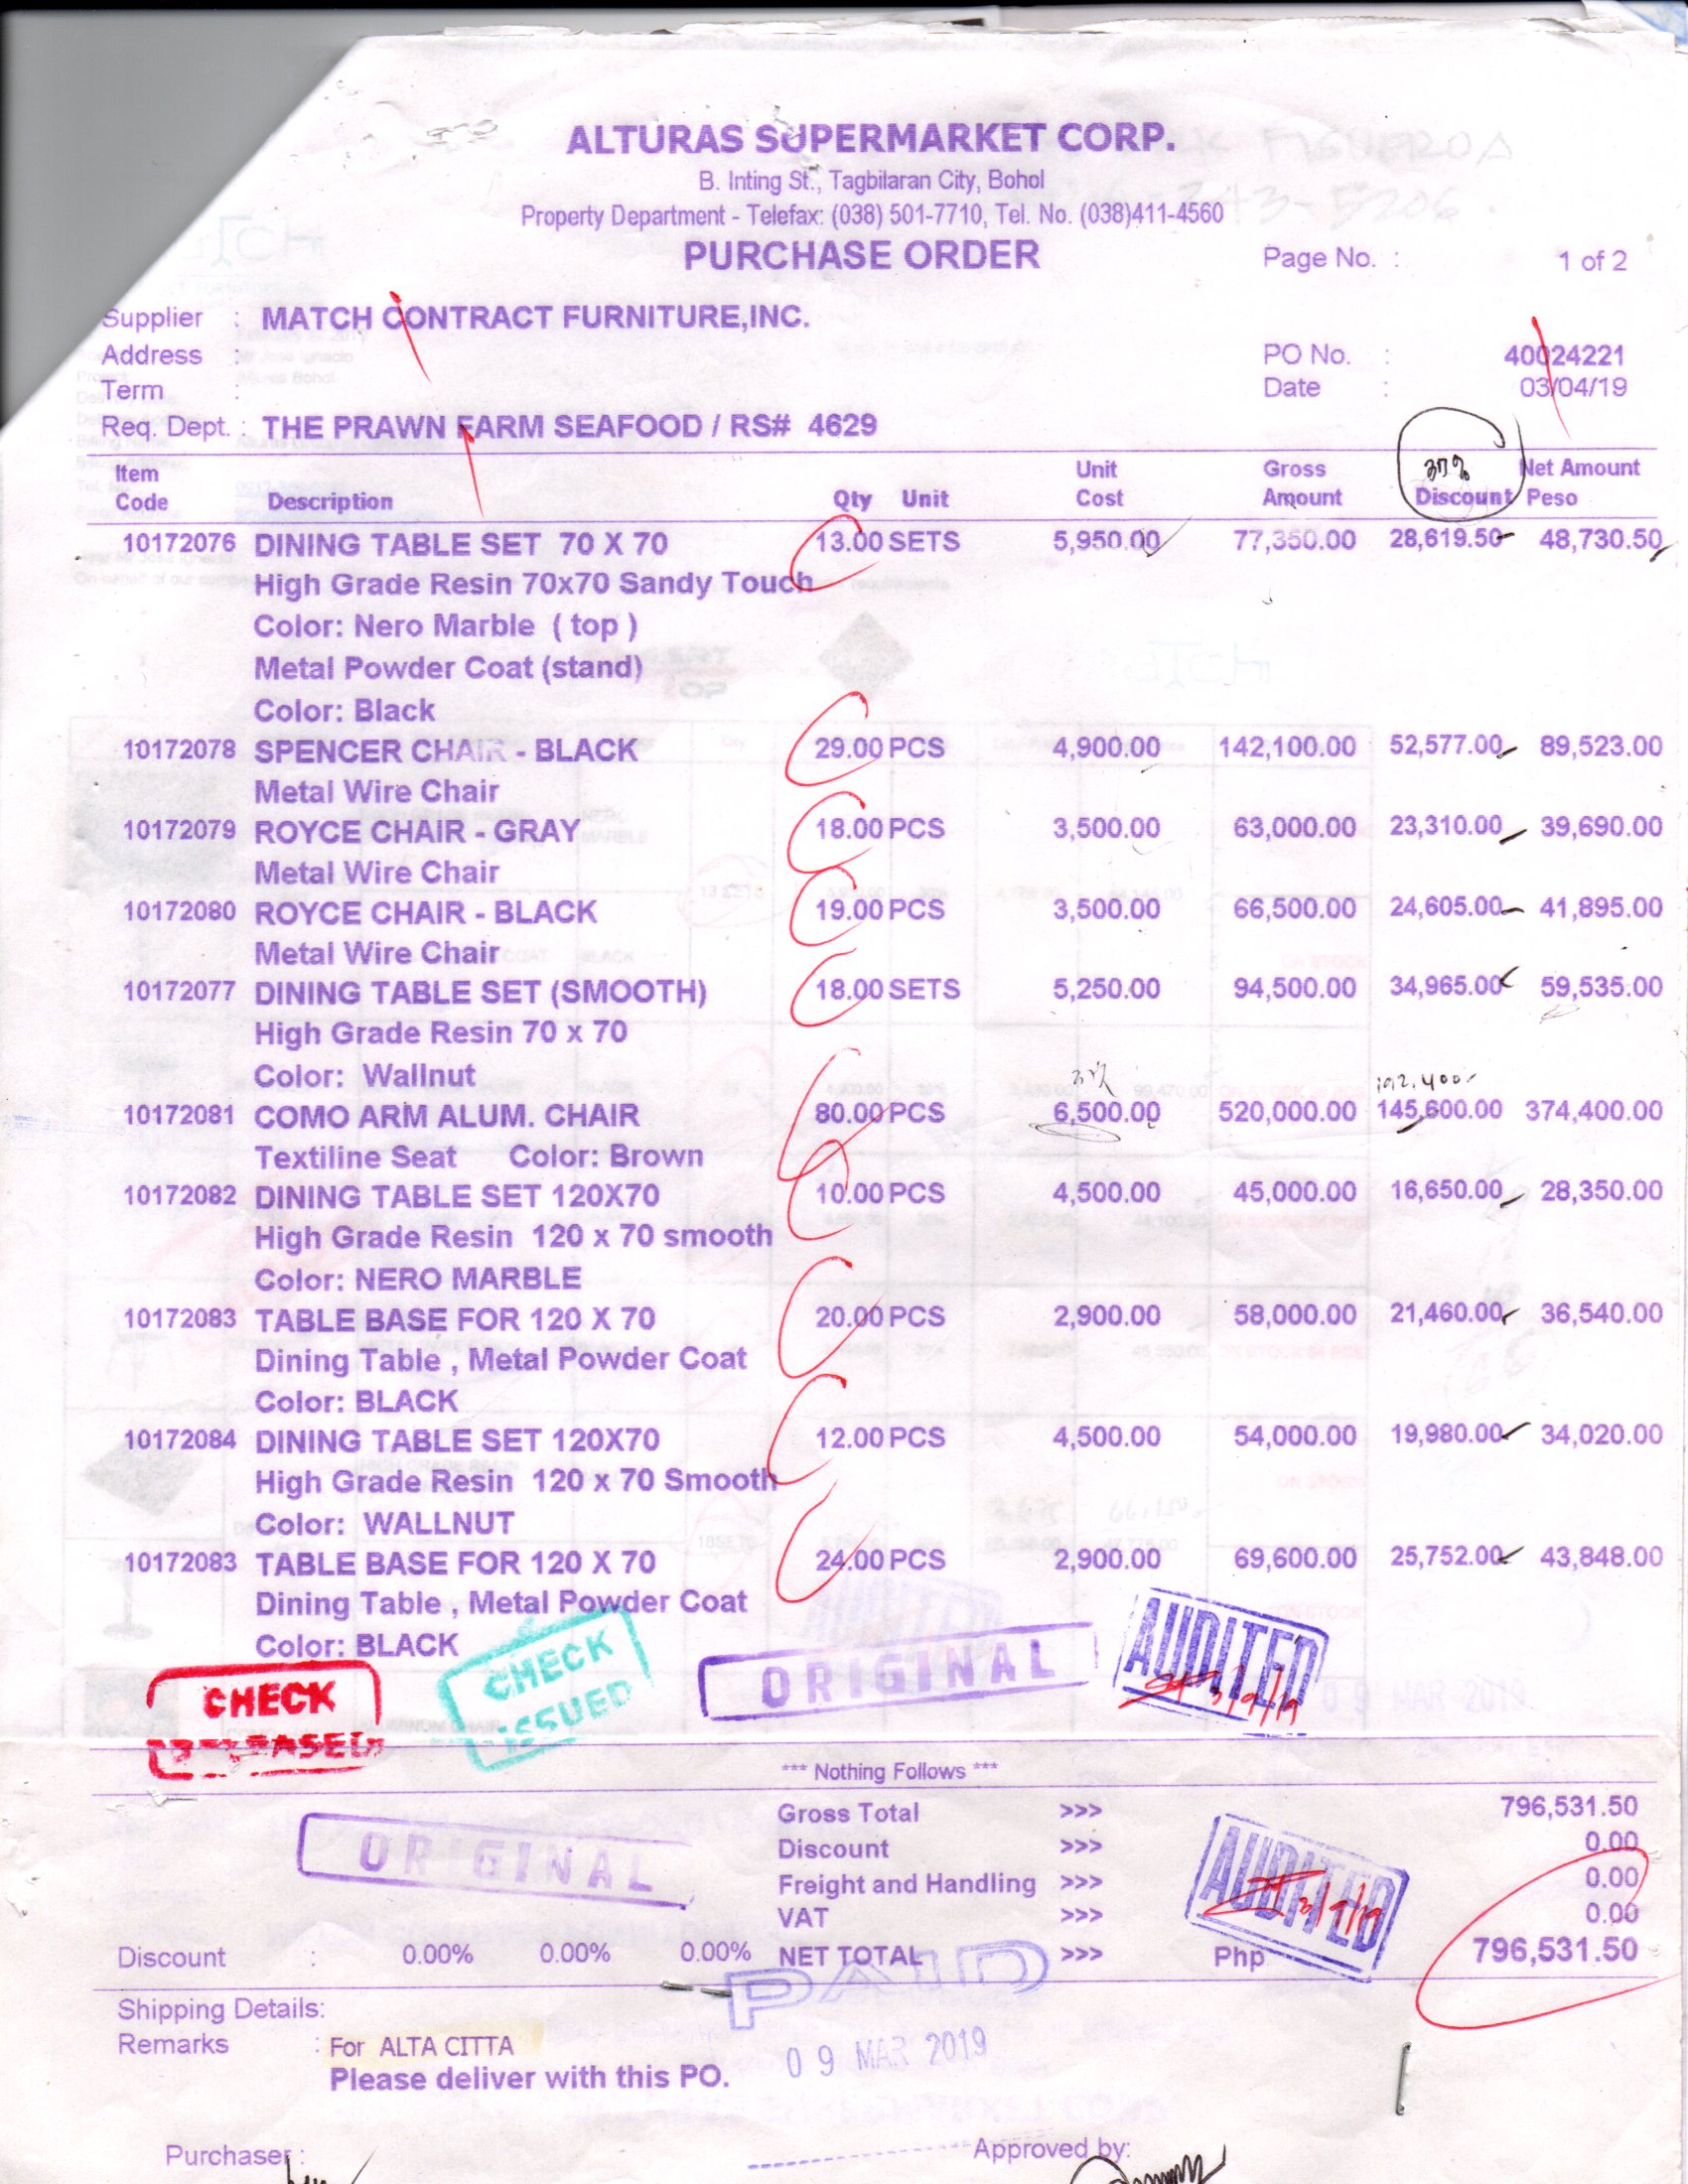 ALTURAS SUPERMARKET CORP.
B. Inting St., Tagbilaran City, Bohol
Property Department - Telefax: (038) 501-7710, Tel. No. (038)411-4560
PURCHASE ORDER
Page No. : 1 of 2
Supplier : MATCH CONTRACT FURNITURE,INC.
Address :
PO No. : 40024221
Term :
Date : 03/04/19
Req. Dept. : THE PRAWN FARM SEAFOOD / RS# 4629
37%
Item Code Description Qty Unit Unit Cost Gross Amount Discount Net Amount Peso
10172076 DINING TABLE SET 70 X 70 13.00 SETS 5,950.00 77,350.00 28,619.50 48,730.50
High Grade Resin 70x70 Sandy Touch
Color: Nero Marble ( top )
Metal Powder Coat (stand)
Color: Black
10172078 SPENCER CHAIR - BLACK 29.00 PCS 4,900.00 142,100.00 52,577.00 89,523.00
Metal Wire Chair
10172079 ROYCE CHAIR - GRAY 18.00 PCS 3,500.00 63,000.00 23,310.00 39,690.00
Metal Wire Chair
10172080 ROYCE CHAIR - BLACK 19.00 PCS 3,500.00 66,500.00 24,605.00 41,895.00
Metal Wire Chair
10172077 DINING TABLE SET (SMOOTH) 18.00 SETS 5,250.00 94,500.00 34,965.00 59,535.00
High Grade Resin 70 x 70
Color: Wallnut
192,400
10172081 COMO ARM ALUM. CHAIR 80.00 PCS 6,500.00 520,000.00 145,600.00 374,400.00
Textiline Seat Color: Brown
10172082 DINING TABLE SET 120X70 10.00 PCS 4,500.00 45,000.00 16,650.00 28,350.00
High Grade Resin 120 x 70 smooth
Color: NERO MARBLE
10172083 TABLE BASE FOR 120 X 70 20.00 PCS 2,900.00 58,000.00 21,460.00 36,540.00
Dining Table , Metal Powder Coat
Color: BLACK
10172084 DINING TABLE SET 120X70 12.00 PCS 4,500.00 54,000.00 19,980.00 34,020.00
High Grade Resin 120 x 70 Smooth
Color: WALLNUT
10172083 TABLE BASE FOR 120 X 70 24.00 PCS 2,900.00 69,600.00 25,752.00 43,848.00
Dining Table , Metal Powder Coat
Color: BLACK
CHECK RELEASED
CHECK ISSUED
ORIGINAL
AUDITED
09 MAR 2019
*** Nothing Follows ***
Gross Total >>> 796,531.50
Discount >>> 0.00
Freight and Handling >>> 0.00
VAT >>> 0.00
ORIGINAL
AUDITED
Discount : 0.00% 0.00% 0.00% NET TOTAL >>> Php 796,531.50
PAID
Shipping Details:
Remarks : For ALTA CITTA
09 MAR 2019
Please deliver with this PO.
Purchaser :
Approved by: